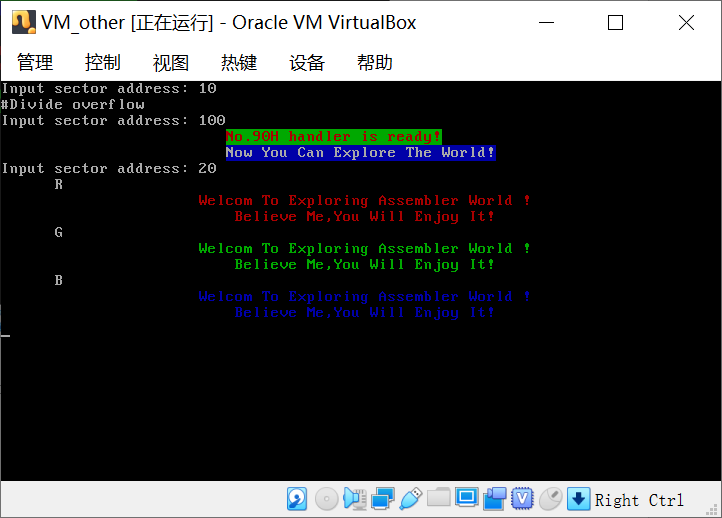 VM_other [正在运行] - Oracle VM VirtualBox
管理 控制 视图 热键 设备 帮助
Input sector address: 10
#Divide overflow
Input sector address: 100
No.90H handler is ready!
Now You Can Explore The World!
Input sector address: 20
R
Welcom To Exploring Assembler World !
Believe Me,You Will Enjoy It!
G
Welcom To Exploring Assembler World !
Believe Me,You Will Enjoy It!
B
Welcom To Exploring Assembler World !
Believe Me,You Will Enjoy It!
Right Ctrl